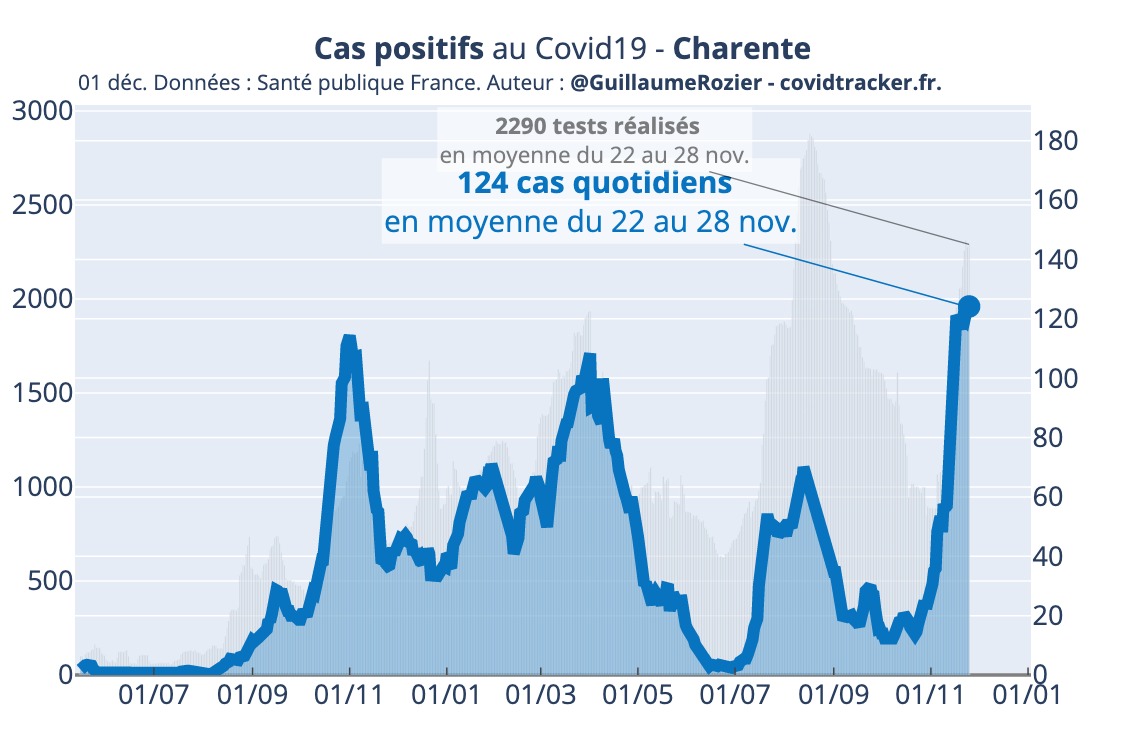 Cas positifs au Covid19 - Charente
01 déc. Données : Santé publique France. Auteur : @GuillaumeRozier - covidtracker.fr.
2290 tests réalisés
en moyenne du 22 au 28 nov.
124 cas quotidiens
en moyenne du 22 au 28 nov.
3000
2500
2000
1500
1000
500
0
180
160
140
120
100
80
60
40
20
0
01/07 01/09 01/11 01/01 01/03 01/05 01/07 01/09 01/11 01/01